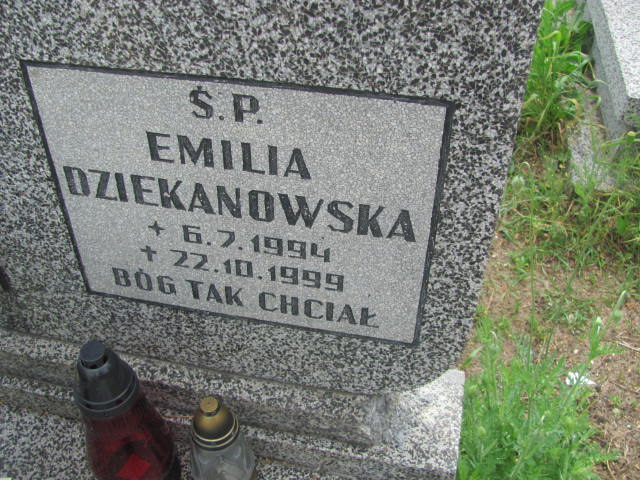 Ś.P.
EMILIA
DZIEKANOWSKA
+ 6.7.1994
+ 22.10.1999
BÓG TAK CHCIAŁ